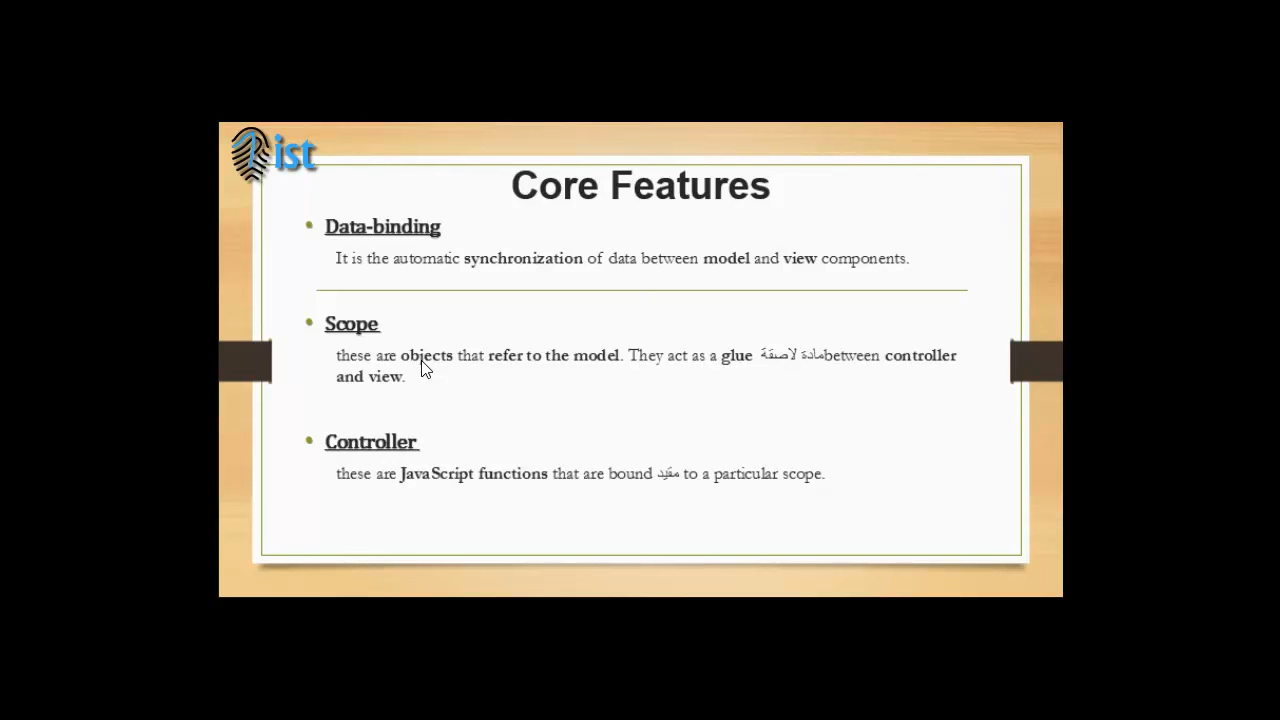 ist
Core Features
• Data-binding
It is the automatic synchronization of data between model and view components.
• Scope
these are objects that refer to the model. They act as a glue مادة لاصقة between controller
and view.
• Controller
these are JavaScript functions that are bound مقيد to a particular scope.